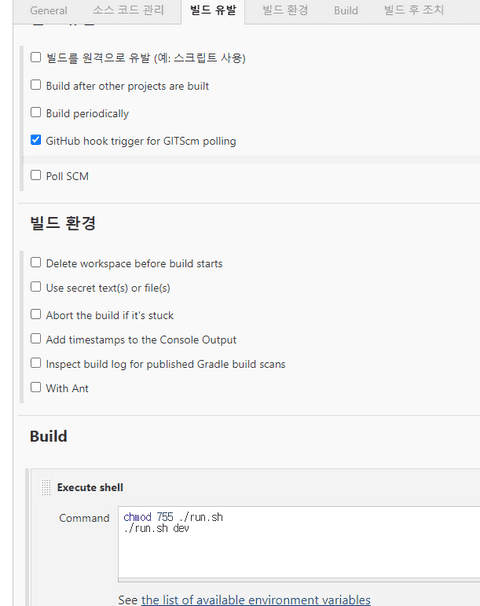 General 소스 코드 관리 빌드 유발 빌드 환경 Build 빌드 후 조치
빌드를 원격으로 유발 (예: 스크립트 사용)
Build after other projects are built
Build periodically
GitHub hook trigger for GITScm polling
Poll SCM
빌드 환경
Delete workspace before build starts
Use secret text(s) or file(s)
Abort the build if it's stuck
Add timestamps to the Console Output
Inspect build log for published Gradle build scans
With Ant
Build
Execute shell
Command chmod 755 ./run.sh
./run.sh dev
See the list of available environment variables